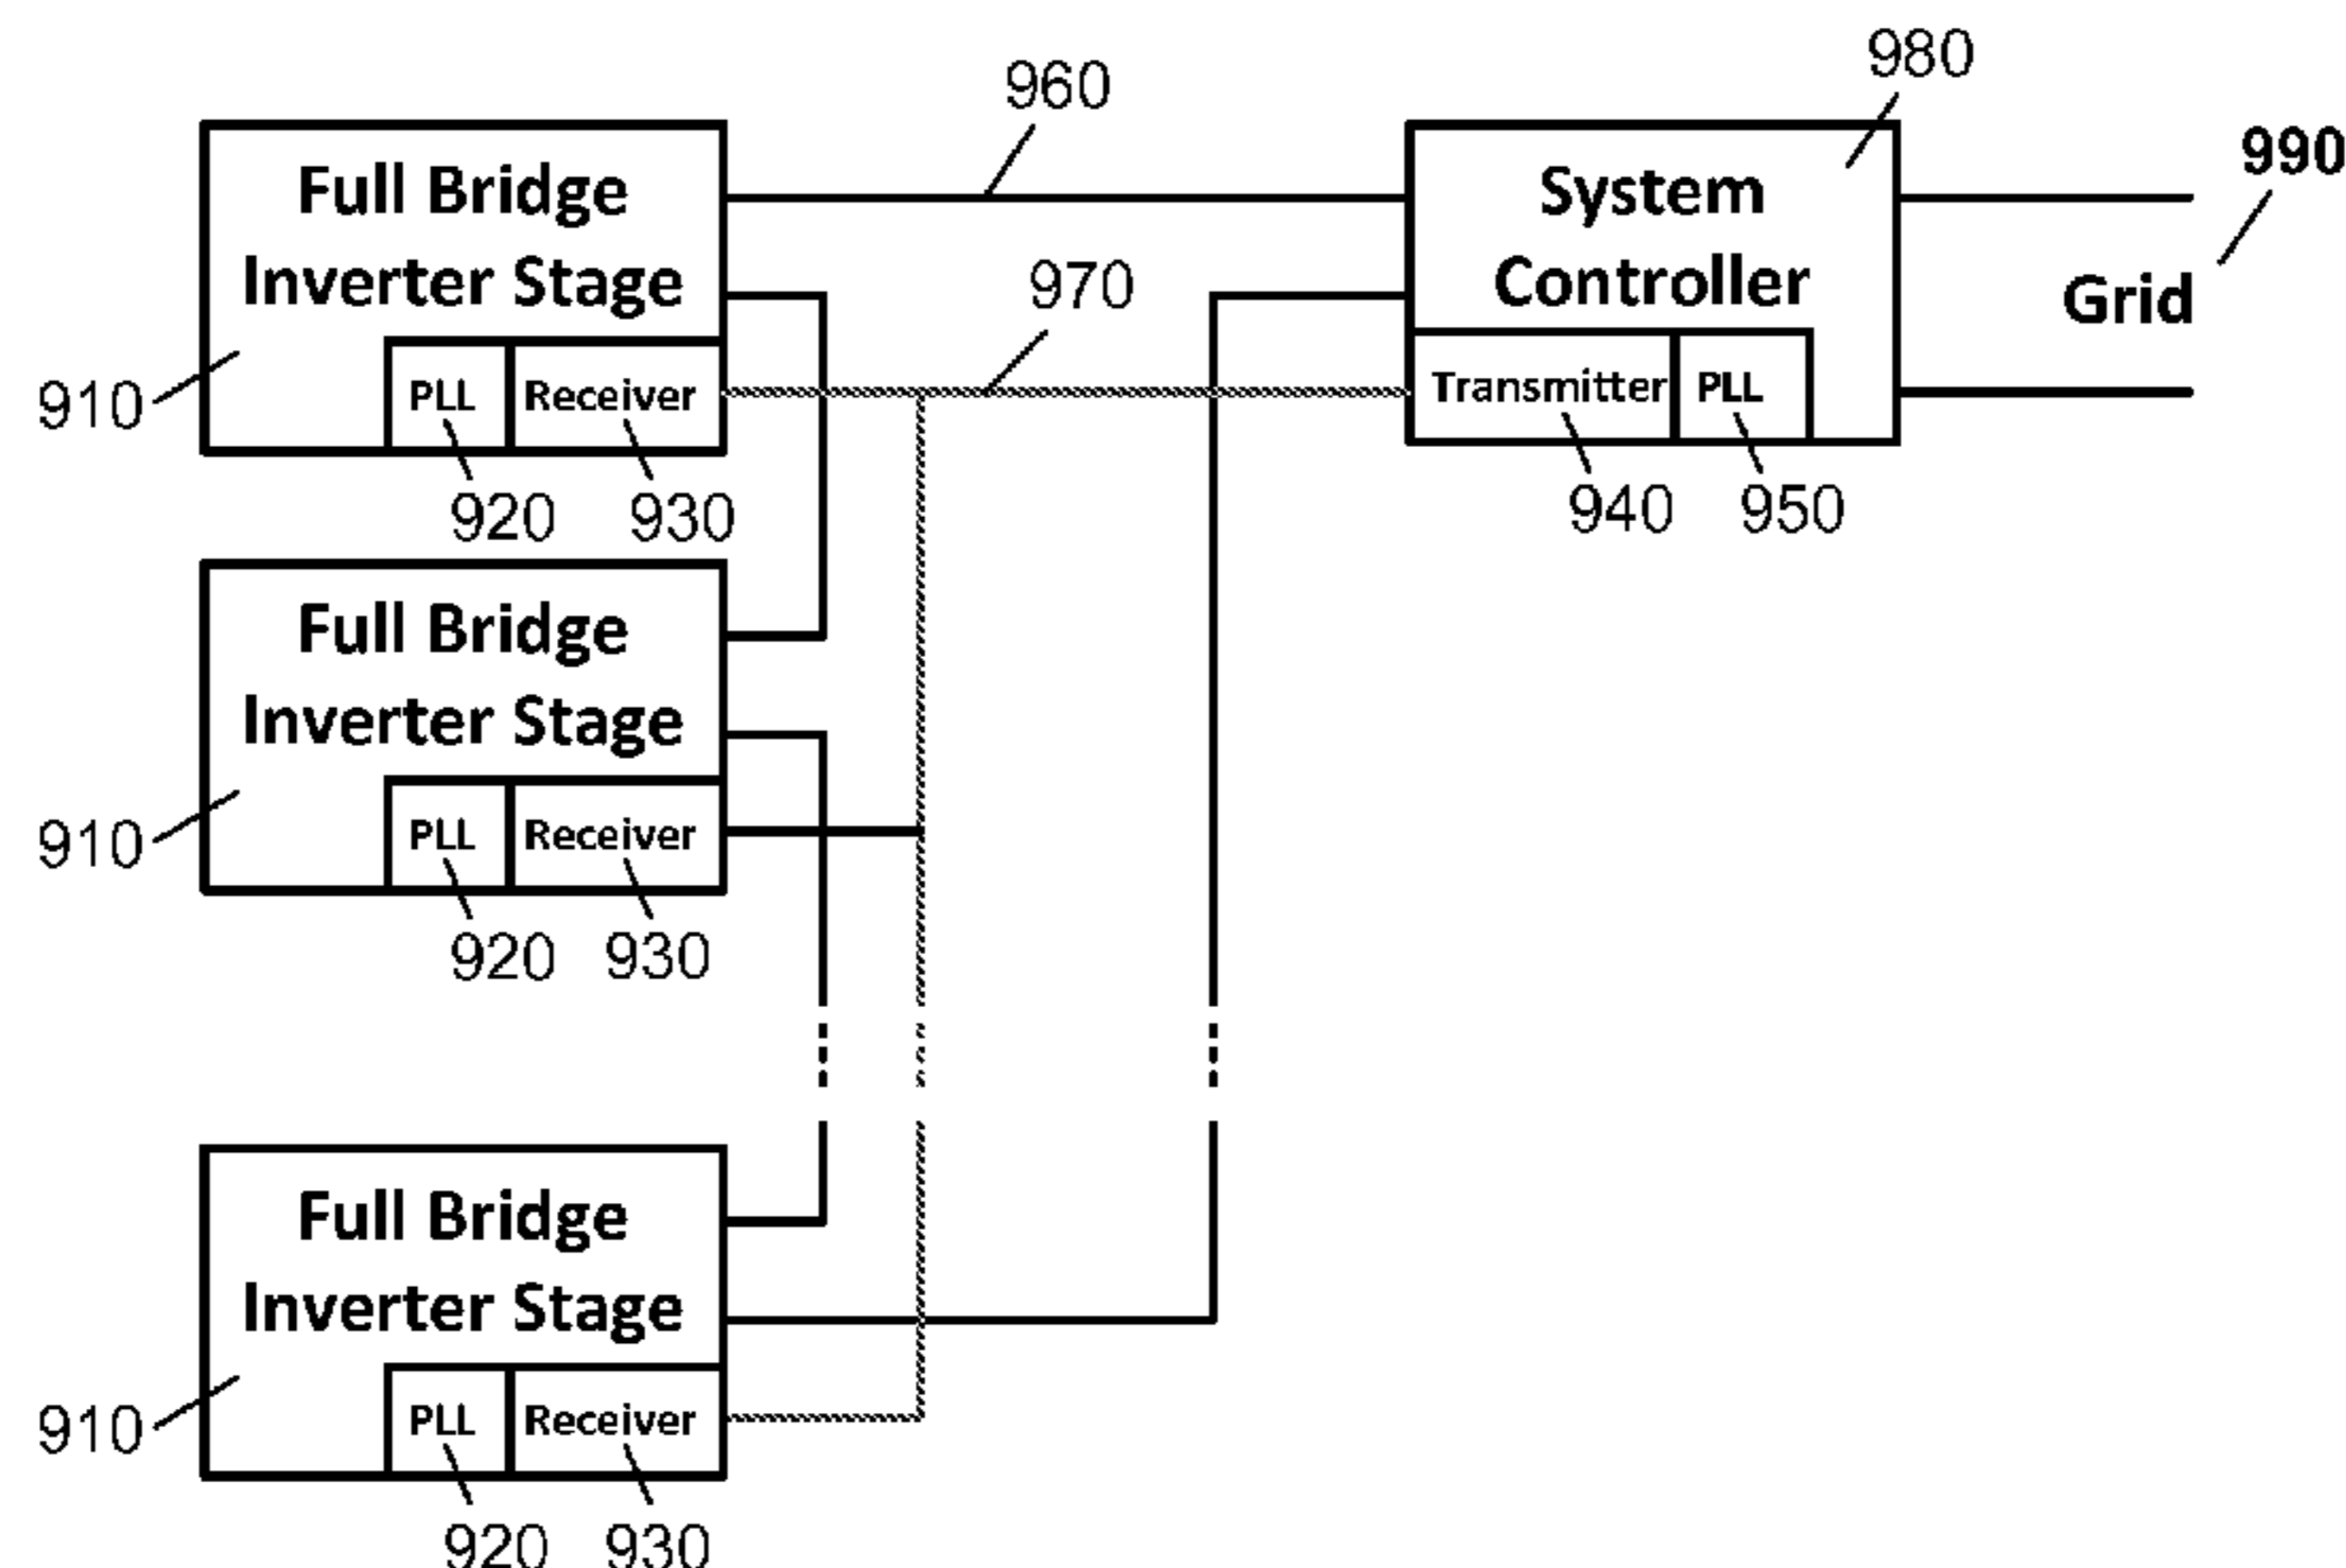 980
960
990
Full Bridge
Inverter Stage
System
Controller
970
Grid
910
PLL
Receiver
Transmitter
PLL
920
930
940
950
Full Bridge
Inverter Stage
910
PLL
Receiver
920
930
Full Bridge
Inverter Stage
910
PLL
Receiver
920
930